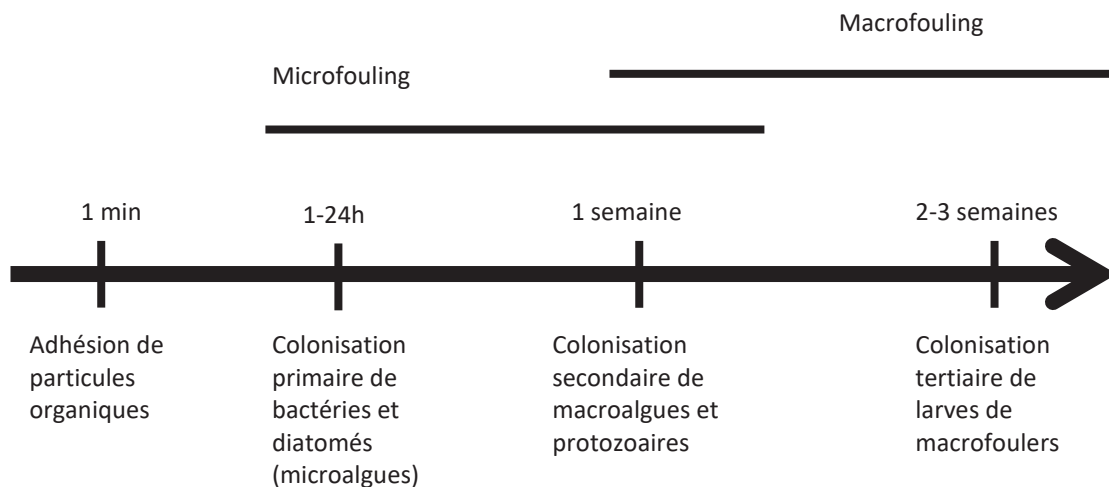 Macrofouling
Microfouling
1 min
1-24h
1 semaine
2-3 semaines
Adhésion de
particules
organiques
Colonisation
primaire de
bactéries et
diatomés
(microalgues)
Colonisation
secondaire de
macroalgues et
protozoaires
Colonisation
tertiaire de
larves de
macrofoulers